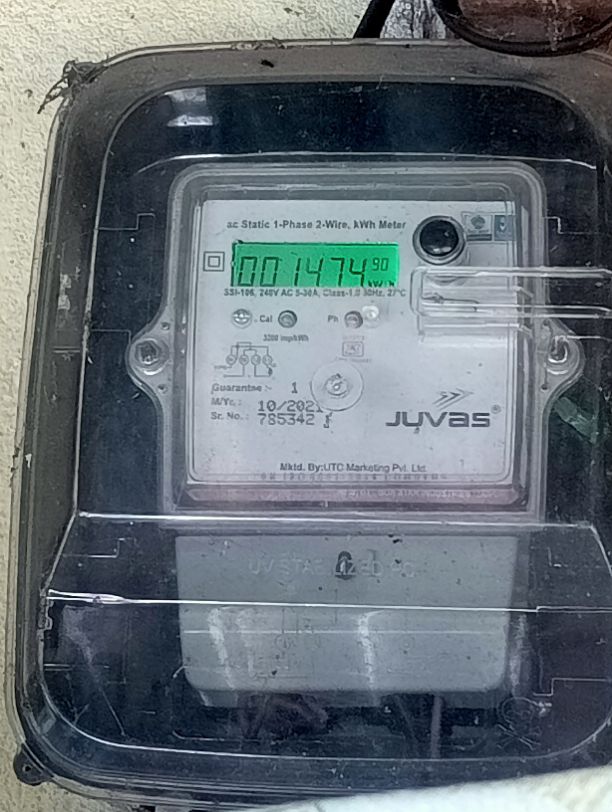 ac Static 1-Phase 2-Wire, kWh Meter
001474 90
kWh
SSI-106, 240V AC 5-30A, Class-1.0 50Hz, 27°C
Cal Ph
3200 imp/kWh
Guarantee :- 1
M/Yr. : 10/2021
Sr. No. : 785342
JUVAS®
Mktd. By:UTC Marketing Pvt. Ltd.